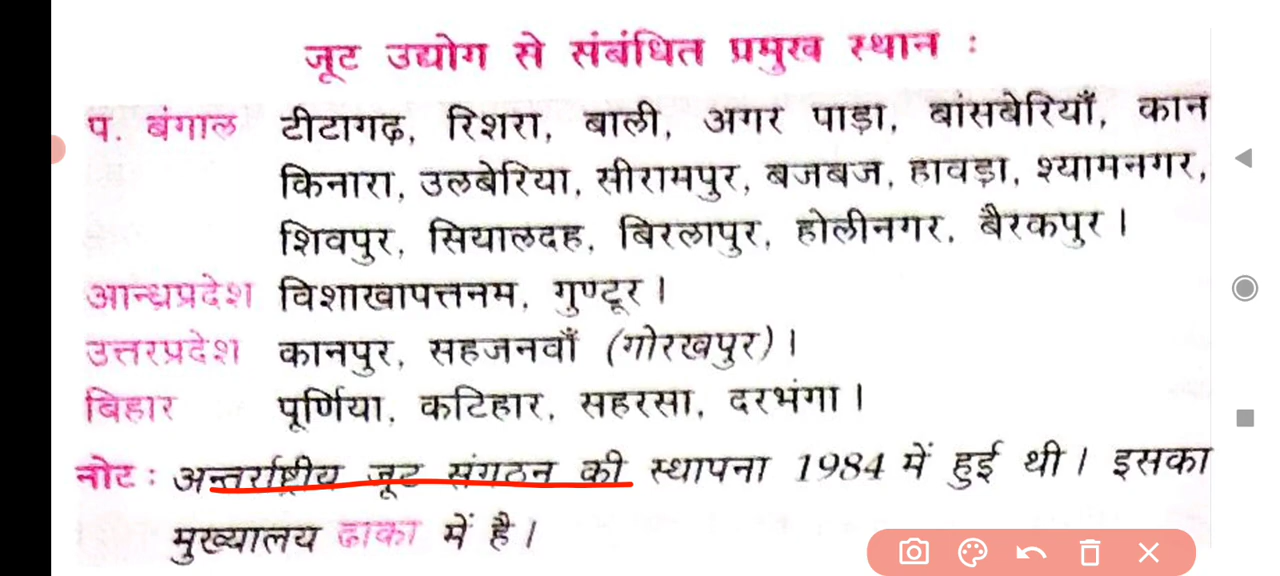 जूट उद्योग से संबंधित प्रमुख स्थान :
प. बंगाल टीटागढ़, रिशरा, बाली, अगर पाड़ा, बांसबेरियाँ, कान
किनारा, उलबेरिया, सीरामपुर, बजबज, हावड़ा, श्यामनगर,
शिवपुर, सियालदह, बिरलापुर, होलीनगर, बैरकपुर ।
आन्ध्रप्रदेश विशाखापत्तनम, गुण्टूर ।
उत्तरप्रदेश कानपुर, सहजनवाँ (गोरखपुर) ।
बिहार पूर्णिया, कटिहार, सहरसा, दरभंगा ।
नोट : अन्तर्राष्ट्रीय जूट संगठन की स्थापना 1984 में हुई थी । इसका
मुख्यालय ढाका में है ।